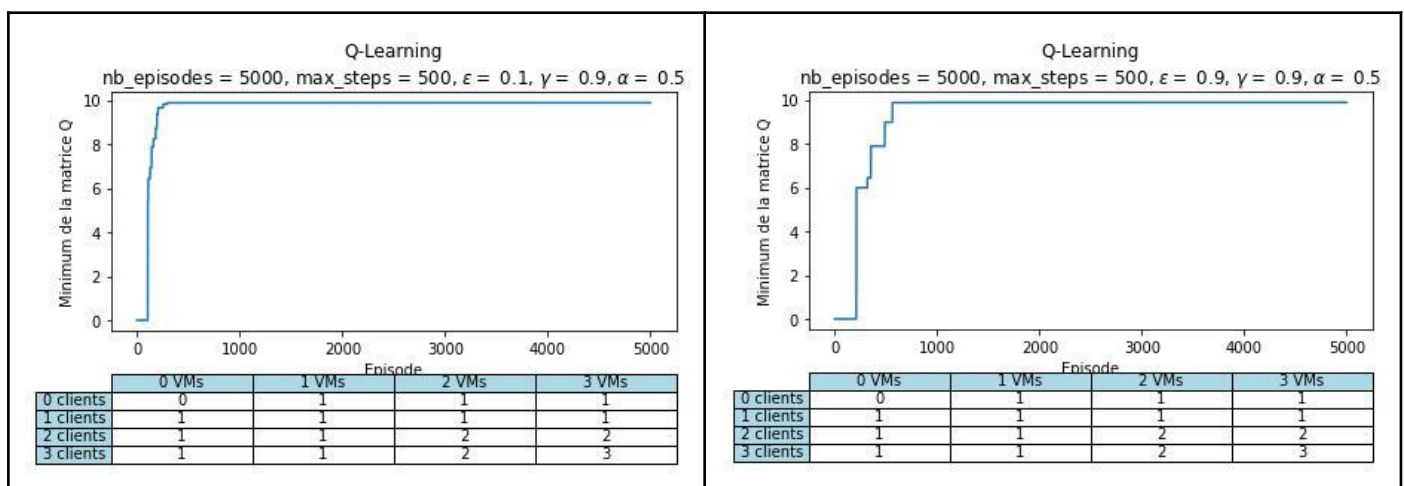 Q-Learning
nb_episodes = 5000, max_steps = 500, ε = 0.1, γ = 0.9, α = 0.5
Minimum de la matrice Q
10
8
6
4
2
0
0 1000 2000 3000 4000 5000
Episode
0 VMs 1 VMs 2 VMs 3 VMs
0 clients 0 1 1 1
1 clients 1 1 1 1
2 clients 1 1 2 2
3 clients 1 1 2 3
Q-Learning
nb_episodes = 5000, max_steps = 500, ε = 0.9, γ = 0.9, α = 0.5
Minimum de la matrice Q
10
8
6
4
2
0
0 1000 2000 3000 4000 5000
Episode
0 VMs 1 VMs 2 VMs 3 VMs
0 clients 0 1 1 1
1 clients 1 1 1 1
2 clients 1 1 2 2
3 clients 1 1 2 3